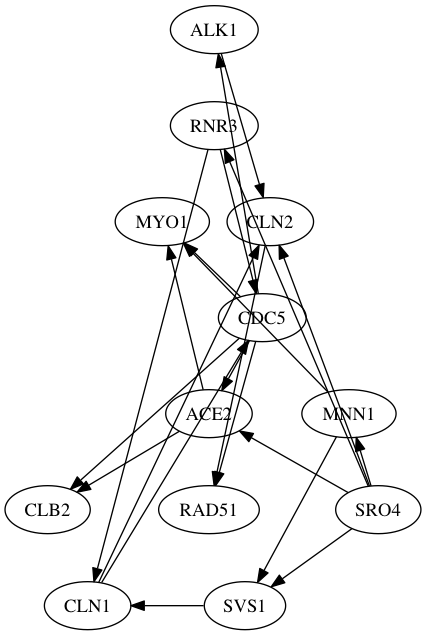 ALK1
RNR3
MYO1
CLN2
CDC5
ACE2
MNN1
CLB2
RAD51
SRO4
CLN1
SVS1